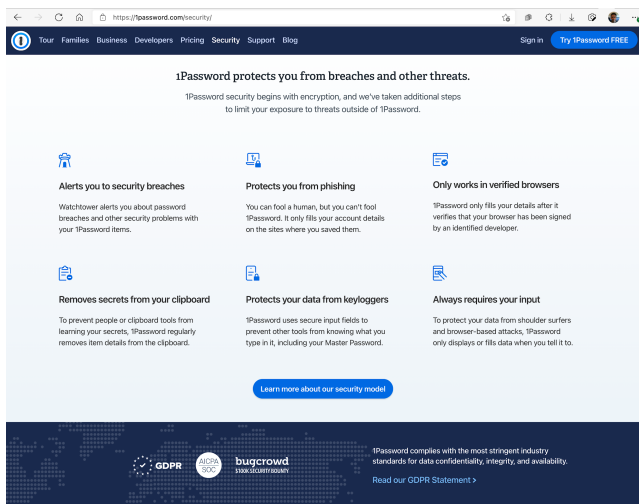 https://1password.com/security/
Tour Families Business Developers Pricing Security Support Blog Sign in Try 1Password FREE
1Password protects you from breaches and other threats.
1Password security begins with encryption, and we've taken additional steps
to limit your exposure to threats outside of 1Password.
Alerts you to security breaches
Watchtower alerts you about password
breaches and other security problems with
your 1Password items.
Protects you from phishing
You can fool a human, but you can't fool
1Password. It only fills your account details
on the sites where you saved them.
Only works in verified browsers
1Password only fills your details after it
verifies that your browser has been signed
by an identified developer.
Removes secrets from your clipboard
To prevent people or clipboard tools from
learning your secrets, 1Password regularly
removes item details from the clipboard.
Protects your data from keyloggers
1Password uses secure input fields to
prevent other tools from knowing what you
type in it, including your Master Password.
Always requires your input
To protect your data from shoulder surfers
and browser-based attacks, 1Password
only displays or fills data when you tell it to.
Learn more about our security model
GDPR
AICPA
SOC
bugcrowd
$100K SECURITY BOUNTY
1Password complies with the most stringent industry
standards for data confidentiality, integrity, and availability.
Read our GDPR Statement >